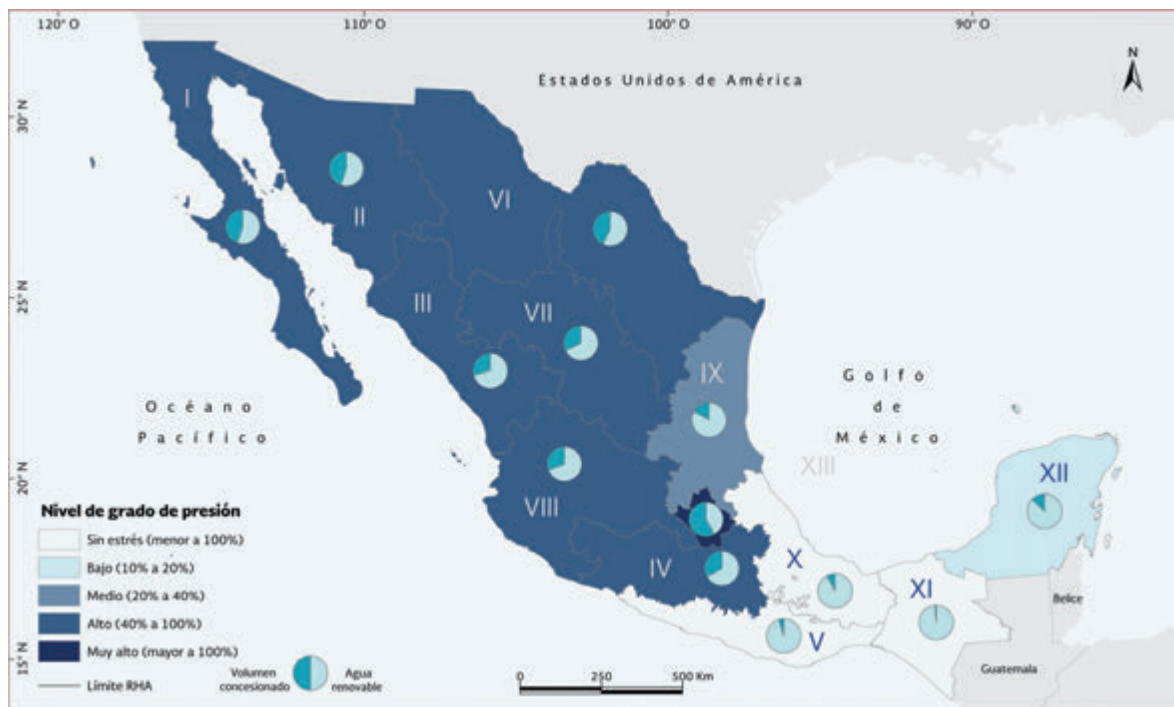 120° O
110° O
100° O
90° O
N
Estados Unidos de América
30° N
25° N
20° N
15° N
I
II
VI
III
VII
IX
Océano
Pacífico
Golfo
de
México
XIII
XII
VIII
IV
X
XI
V
Belice
Guatemala
Nivel de grado de presión
Sin estrés (menor a 100%)
Bajo (10% a 20%)
Medio (20% a 40%)
Alto (40% a 100%)
Muy alto (mayor a 100%)
Límite RHA
Volumen
concesionado
Agua
renovable
0
250
500 Km